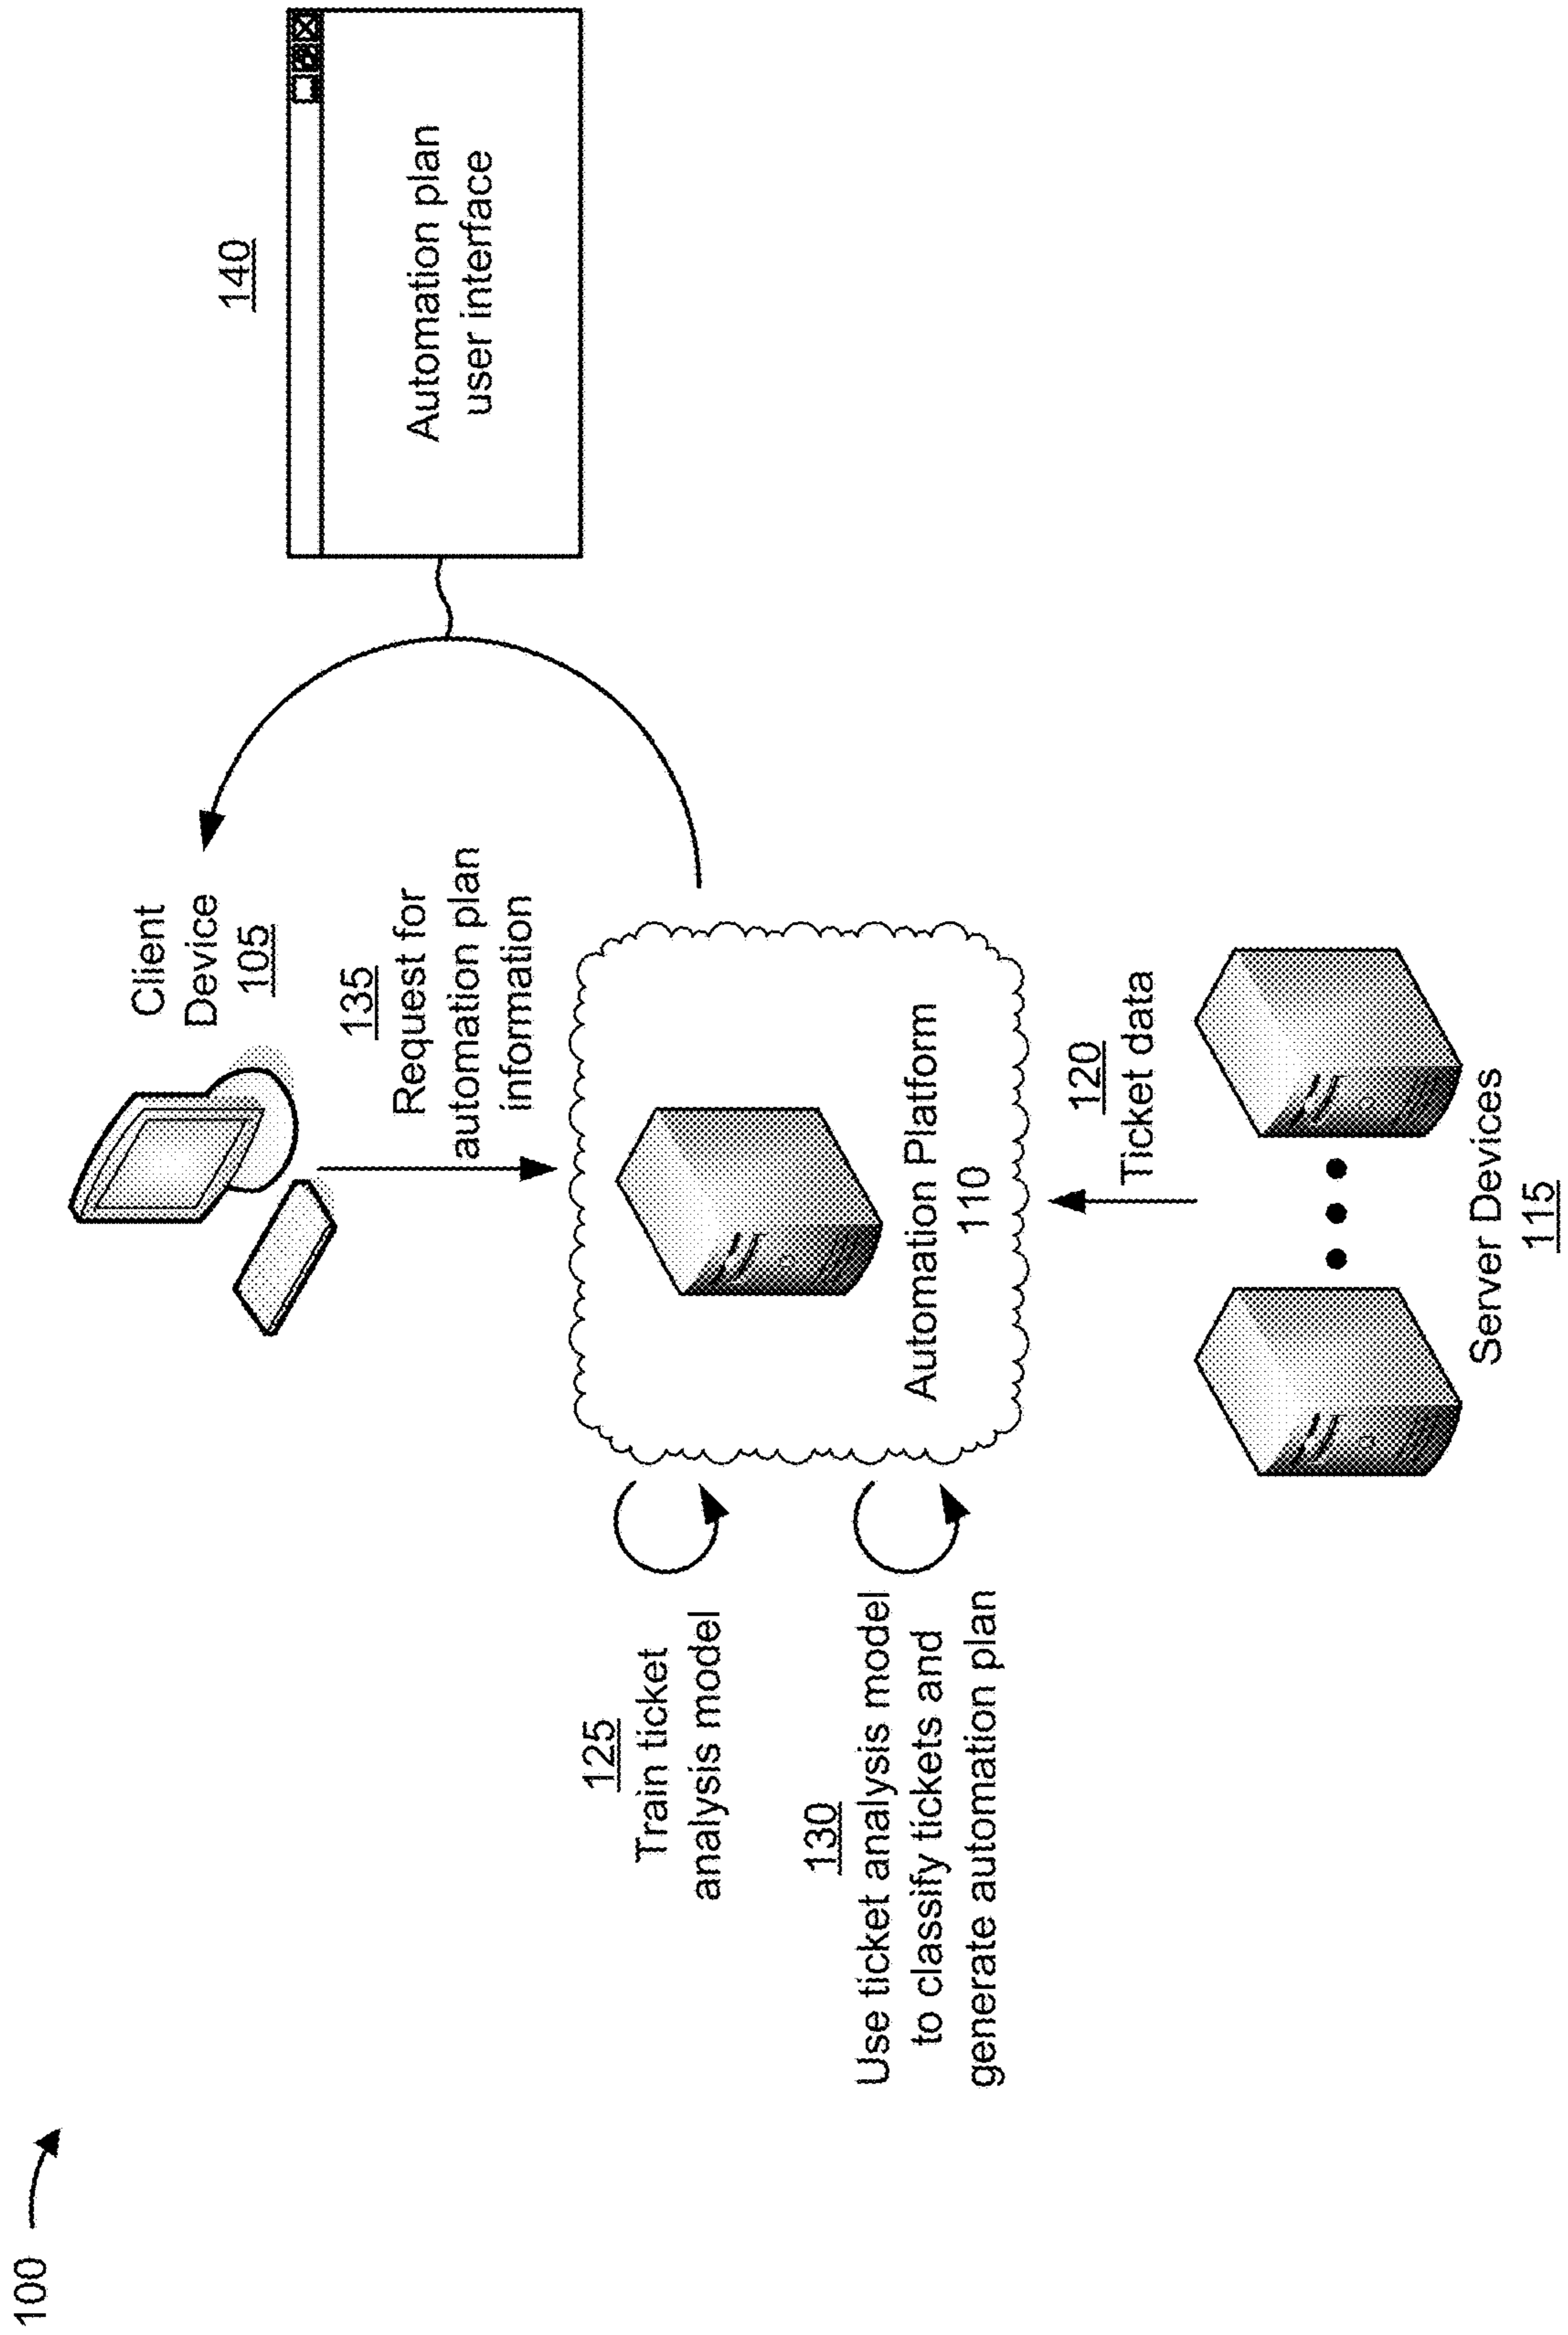 100
Client
Device
105
135
Request for
automation plan
information
140
Automation plan
user interface
125
Train ticket
analysis model
130
Use ticket analysis model
to classify tickets and
generate automation plan
Automation Platform
110
120
Ticket data
Server Devices
115